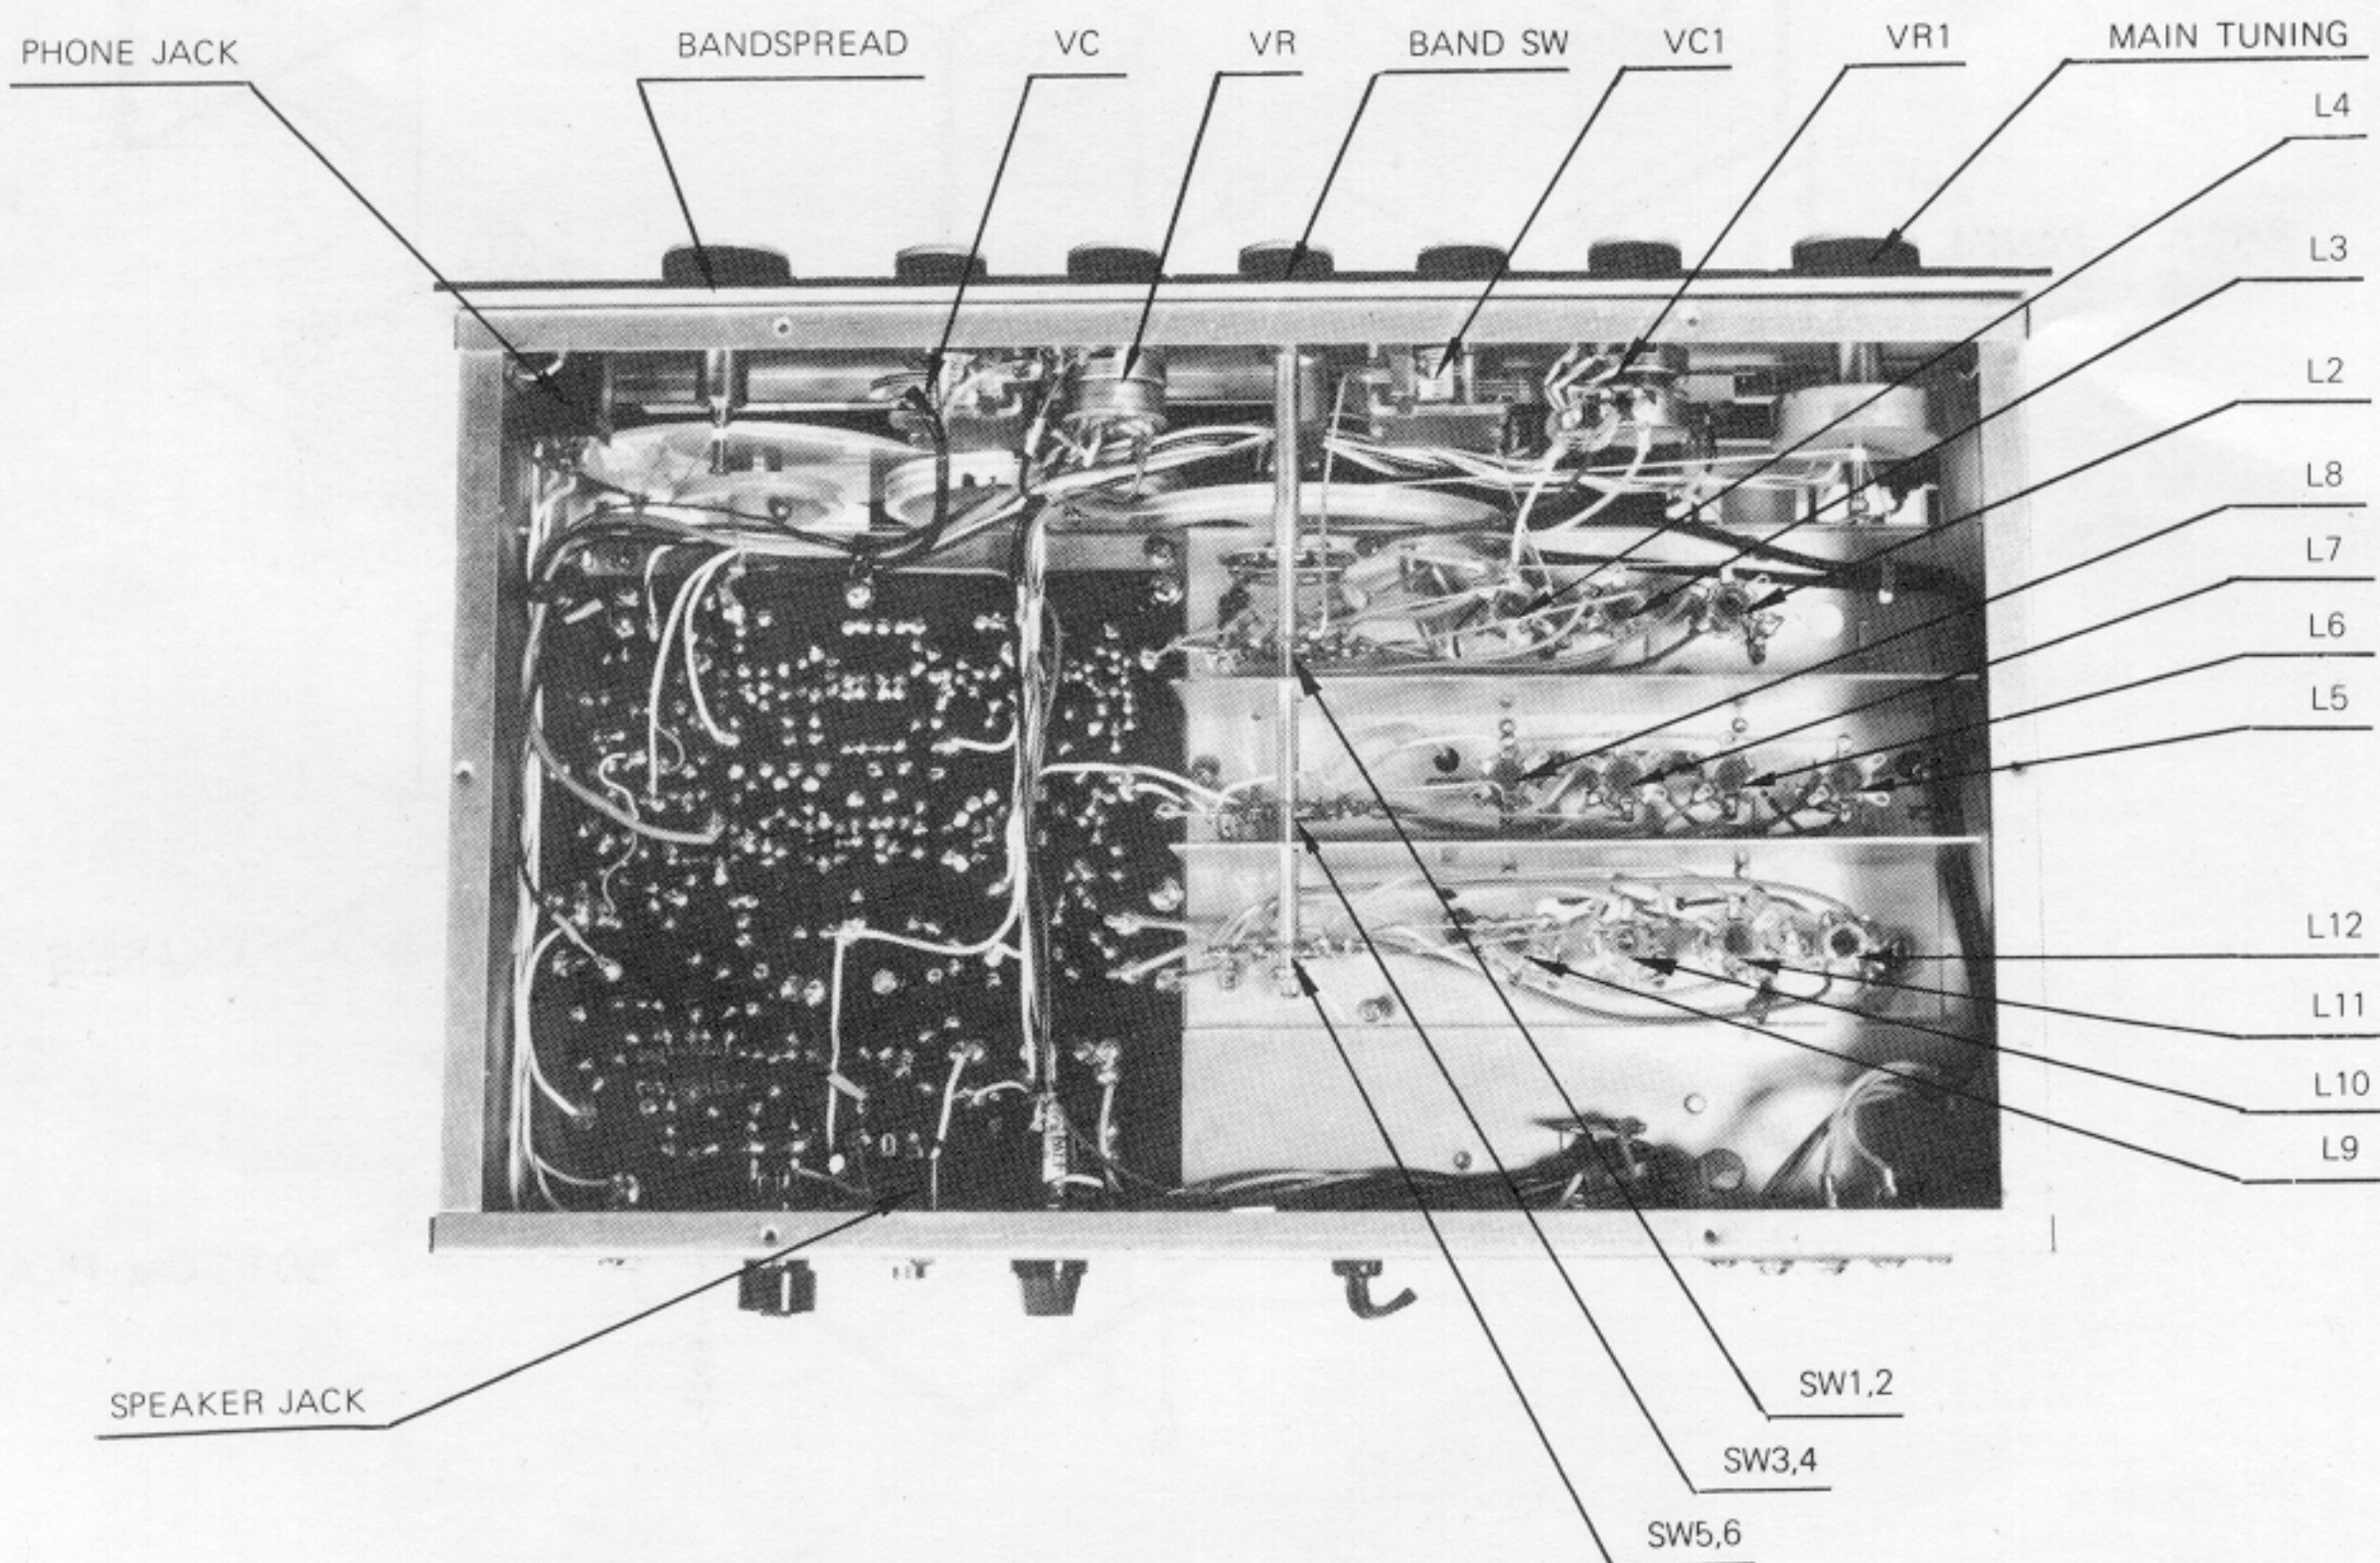 PHONE JACK
BANDSPREAD
VC
VR
BAND SW
VC1
VR1
MAIN TUNING
L4
L3
L2
L8
L7
L6
L5
L12
L11
L10
L9
SPEAKER JACK
SW1,2
SW3,4
SW5,6